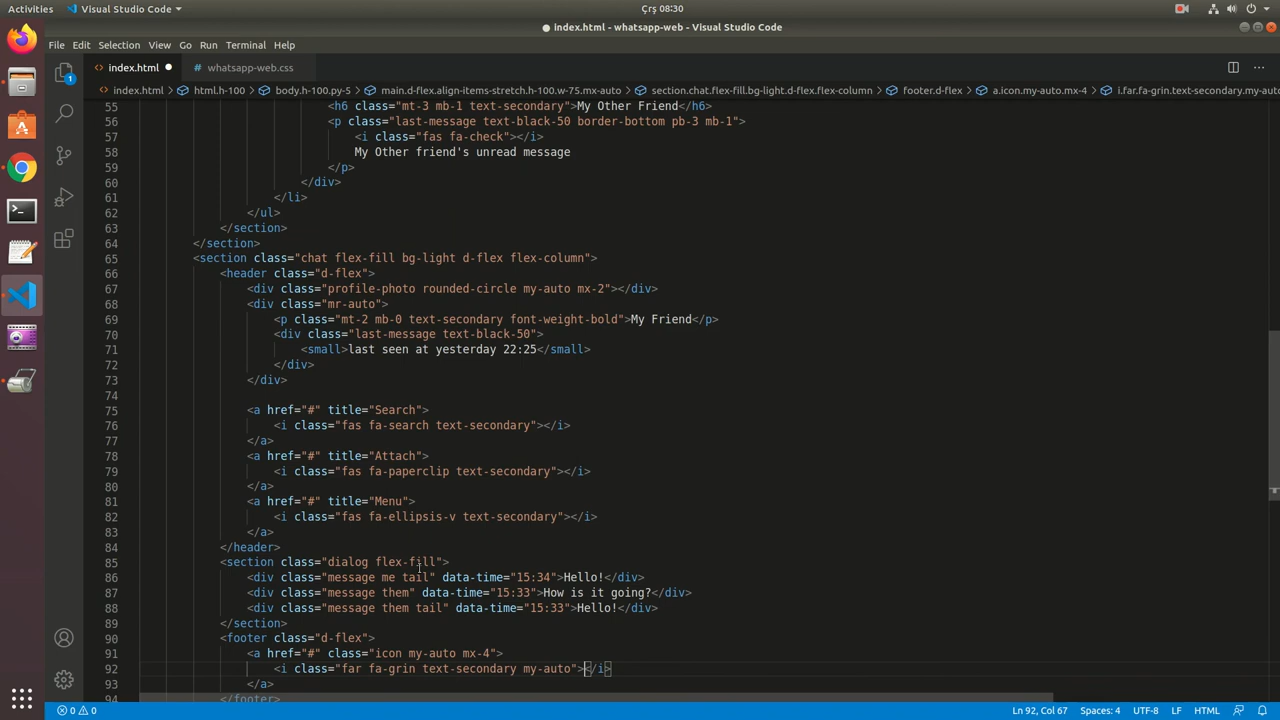 Activities Visual Studio Code Çrş 08:30
● index.html - whatsapp-web - Visual Studio Code
File Edit Selection View Go Run Terminal Help
index.html ● whatsapp-web.css
index.html > html.h-100 > body.h-100.py-5 > main.d-flex.align-items-stretch.h-100.w-75.mx-auto > section.chat.flex-fill.bg-light.d-flex.flex-column > footer.d-flex > a.icon.my-auto.mx-4 > i.far.fa-grin.text-secondary.my-auto
55 <h6 class="mt-3 mb-1 text-secondary">My Other Friend</h6>
56 <p class="last-message text-black-50 border-bottom pb-3 mb-1">
57 <i class="fas fa-check"></i>
58 My Other friend's unread message
59 </p>
60 </div>
61 </li>
62 </ul>
63 </section>
64 </section>
65 <section class="chat flex-fill bg-light d-flex flex-column">
66 <header class="d-flex">
67 <div class="profile-photo rounded-circle my-auto mx-2"></div>
68 <div class="mr-auto">
69 <p class="mt-2 mb-0 text-secondary font-weight-bold">My Friend</p>
70 <div class="last-message text-black-50">
71 <small>last seen at yesterday 22:25</small>
72 </div>
73 </div>
74
75 <a href="#" title="Search">
76 <i class="fas fa-search text-secondary"></i>
77 </a>
78 <a href="#" title="Attach">
79 <i class="fas fa-paperclip text-secondary"></i>
80 </a>
81 <a href="#" title="Menu">
82 <i class="fas fa-ellipsis-v text-secondary"></i>
83 </a>
84 </header>
85 <section class="dialog flex-fill">
86 <div class="message me tail" data-time="15:34">Hello!</div>
87 <div class="message them" data-time="15:33">How is it going?</div>
88 <div class="message them tail" data-time="15:33">Hello!</div>
89 </section>
90 <footer class="d-flex">
91 <a href="#" class="icon my-auto mx-4">
92 <i class="far fa-grin text-secondary my-auto"></i>
93 </a>
94 </footer>
0 0 Ln 92, Col 67 Spaces: 4 UTF-8 LF HTML